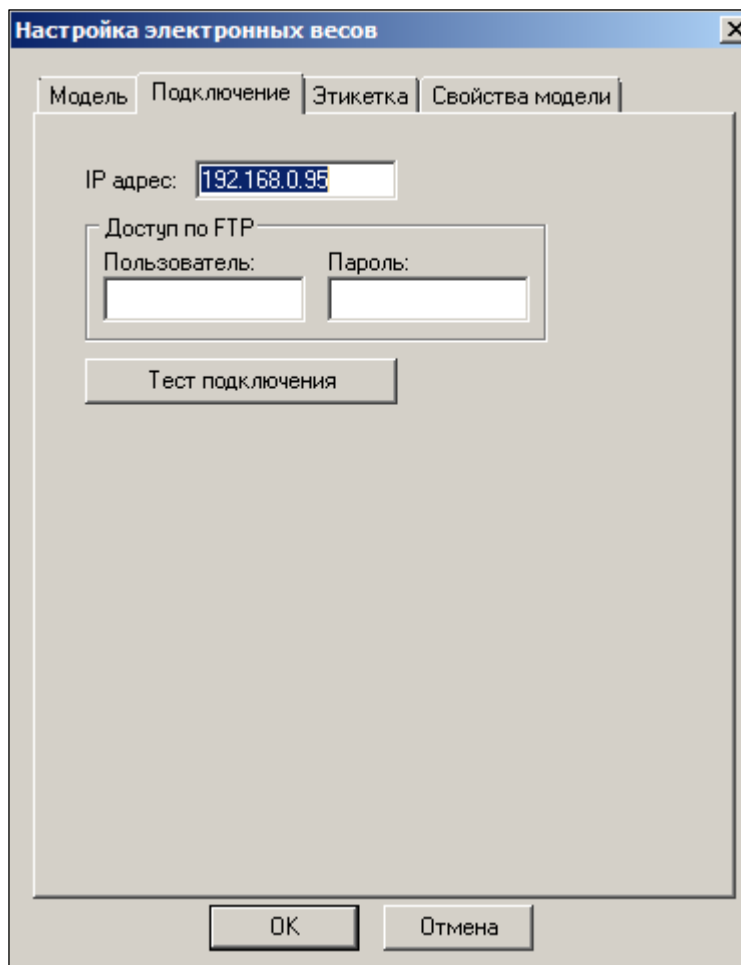 Настройка электронных весов
Модель Подключение Этикетка Свойства модели
IP адрес: 192.168.0.95
Доступ по FTP
Пользователь: Пароль:
Тест подключения
OK Отмена